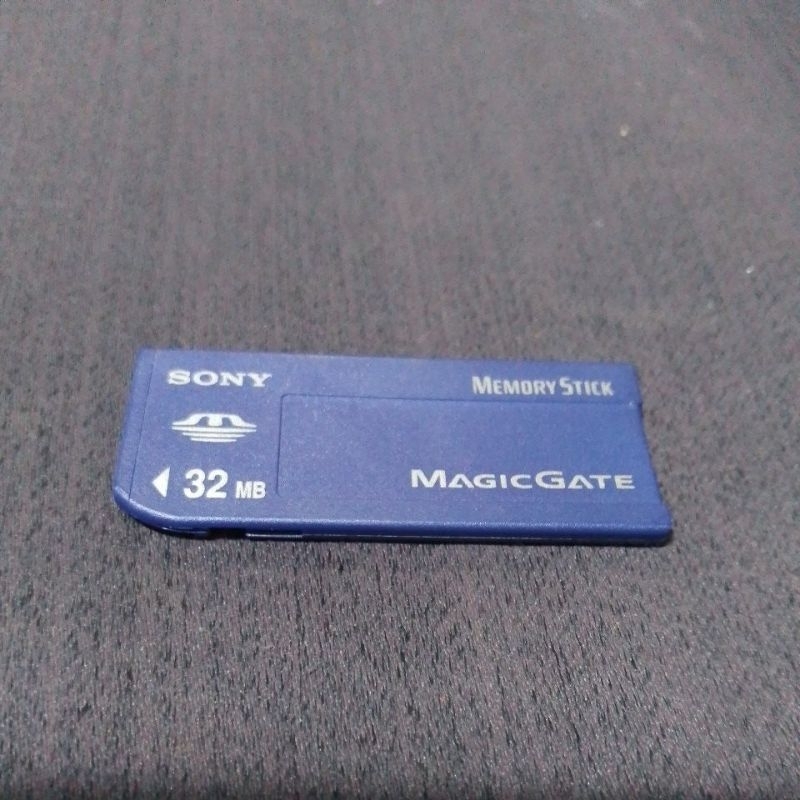 SONY
MEMORY STICK
32 MB
MAGICGATE